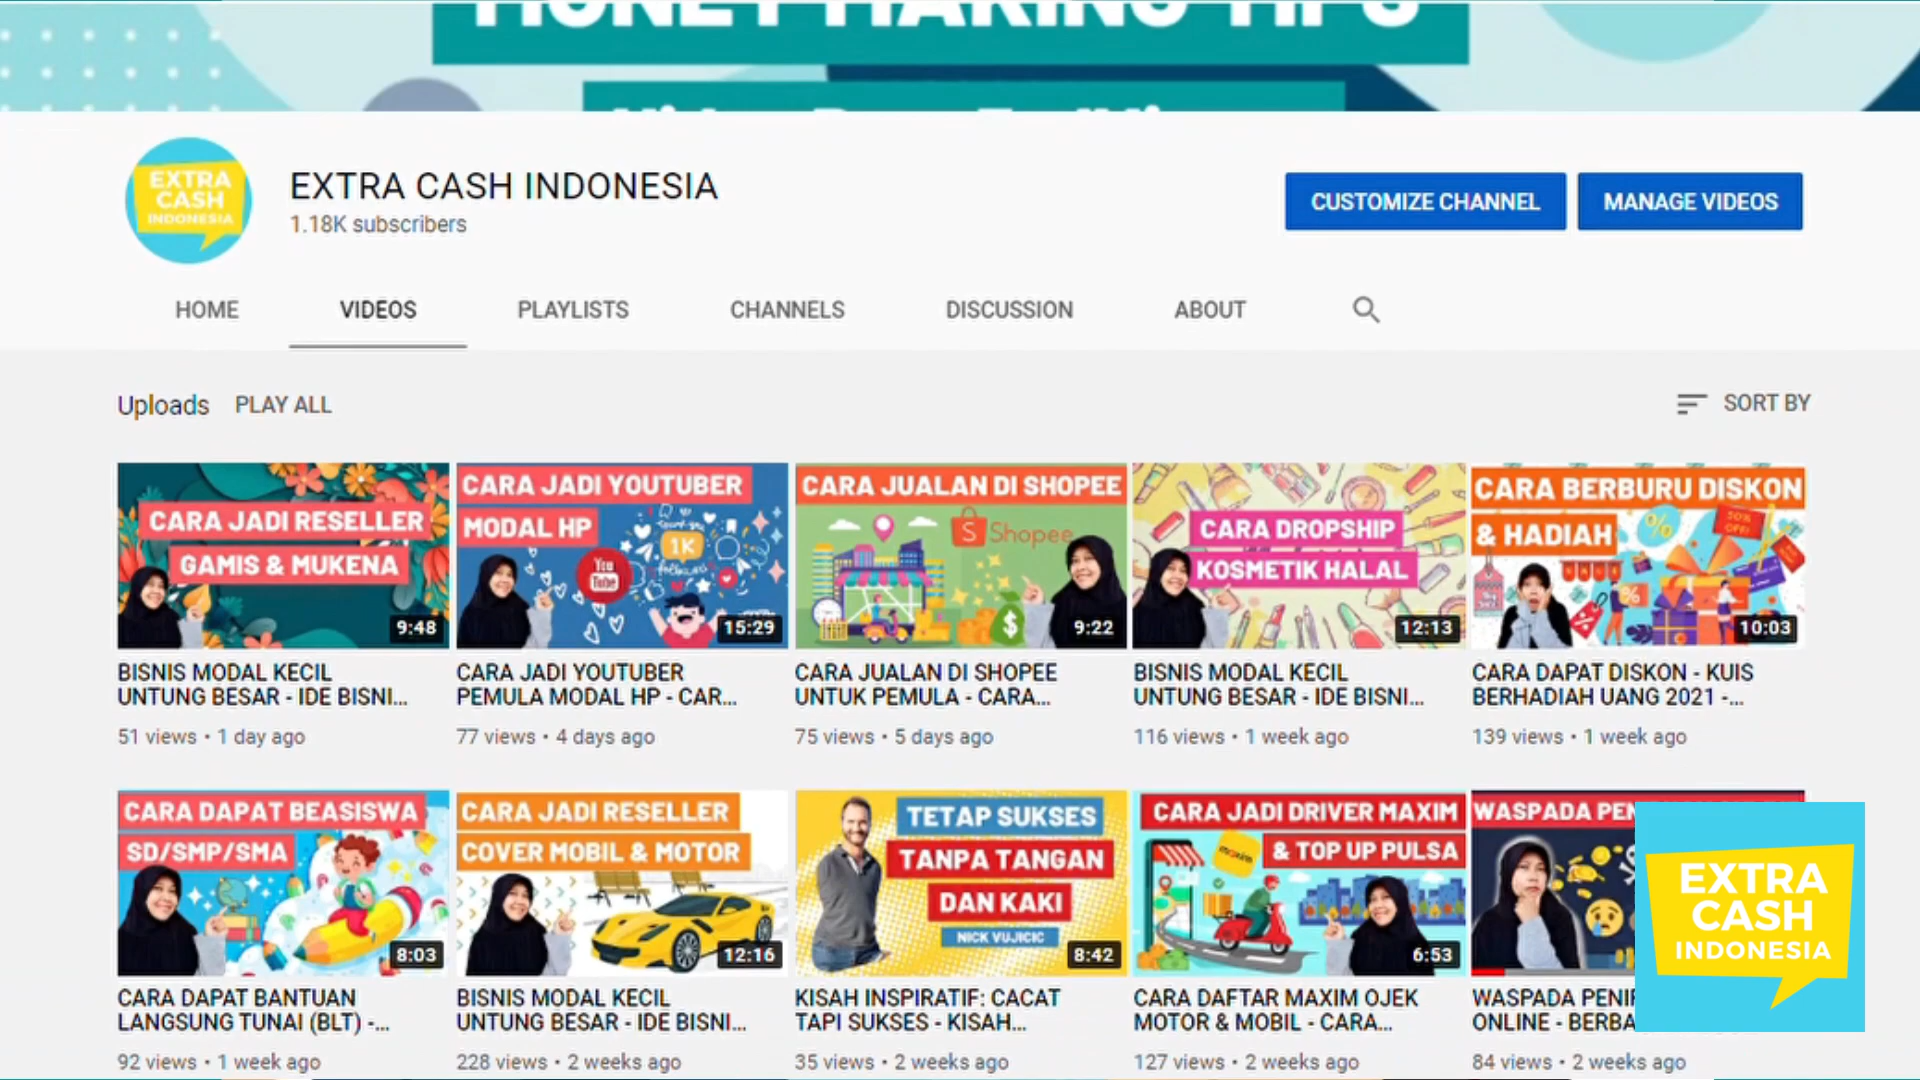 MONEY MAKING TIPS
EXTRA
CASH
INDONESIA
EXTRA CASH INDONESIA
1.18K subscribers
CUSTOMIZE CHANNEL
MANAGE VIDEOS
HOME
VIDEOS
PLAYLISTS
CHANNELS
DISCUSSION
ABOUT
Uploads
PLAY ALL
SORT BY
CARA JADI RESELLER
GAMIS & MUKENA
9:48
BISNIS MODAL KECIL
UNTUNG BESAR - IDE BISNI...
51 views • 1 day ago
CARA JADI YOUTUBER
MODAL HP
1K
You
Tube
15:29
CARA JADI YOUTUBER
PEMULA MODAL HP - CAR...
77 views • 4 days ago
CARA JUALAN DI SHOPEE
Shopee
9:22
CARA JUALAN DI SHOPEE
UNTUK PEMULA - CARA...
75 views • 5 days ago
CARA DROPSHIP
KOSMETIK HALAL
12:13
BISNIS MODAL KECIL
UNTUNG BESAR - IDE BISNI...
116 views • 1 week ago
CARA BERBURU DISKON
& HADIAH
10:03
CARA DAPAT DISKON - KUIS
BERHADIAH UANG 2021 -...
139 views • 1 week ago
CARA DAPAT BEASISWA
SD/SMP/SMA
8:03
CARA DAPAT BANTUAN
LANGSUNG TUNAI (BLT) -...
92 views • 1 week ago
CARA JADI RESELLER
COVER MOBIL & MOTOR
12:16
BISNIS MODAL KECIL
UNTUNG BESAR - IDE BISNI...
228 views • 2 weeks ago
TETAP SUKSES
TANPA TANGAN
DAN KAKI
NICK VUJICIC
8:42
KISAH INSPIRATIF: CACAT
TAPI SUKSES - KISAH...
35 views • 2 weeks ago
CARA JADI DRIVER MAXIM
& TOP UP PULSA
maxim
6:53
CARA DAFTAR MAXIM OJEK
MOTOR & MOBIL - CARA...
127 views • 2 weeks ago
WASPADA
WASPADA
ONLINE -
84 views • 2 weeks ago
EXTRA
CASH
INDONESIA